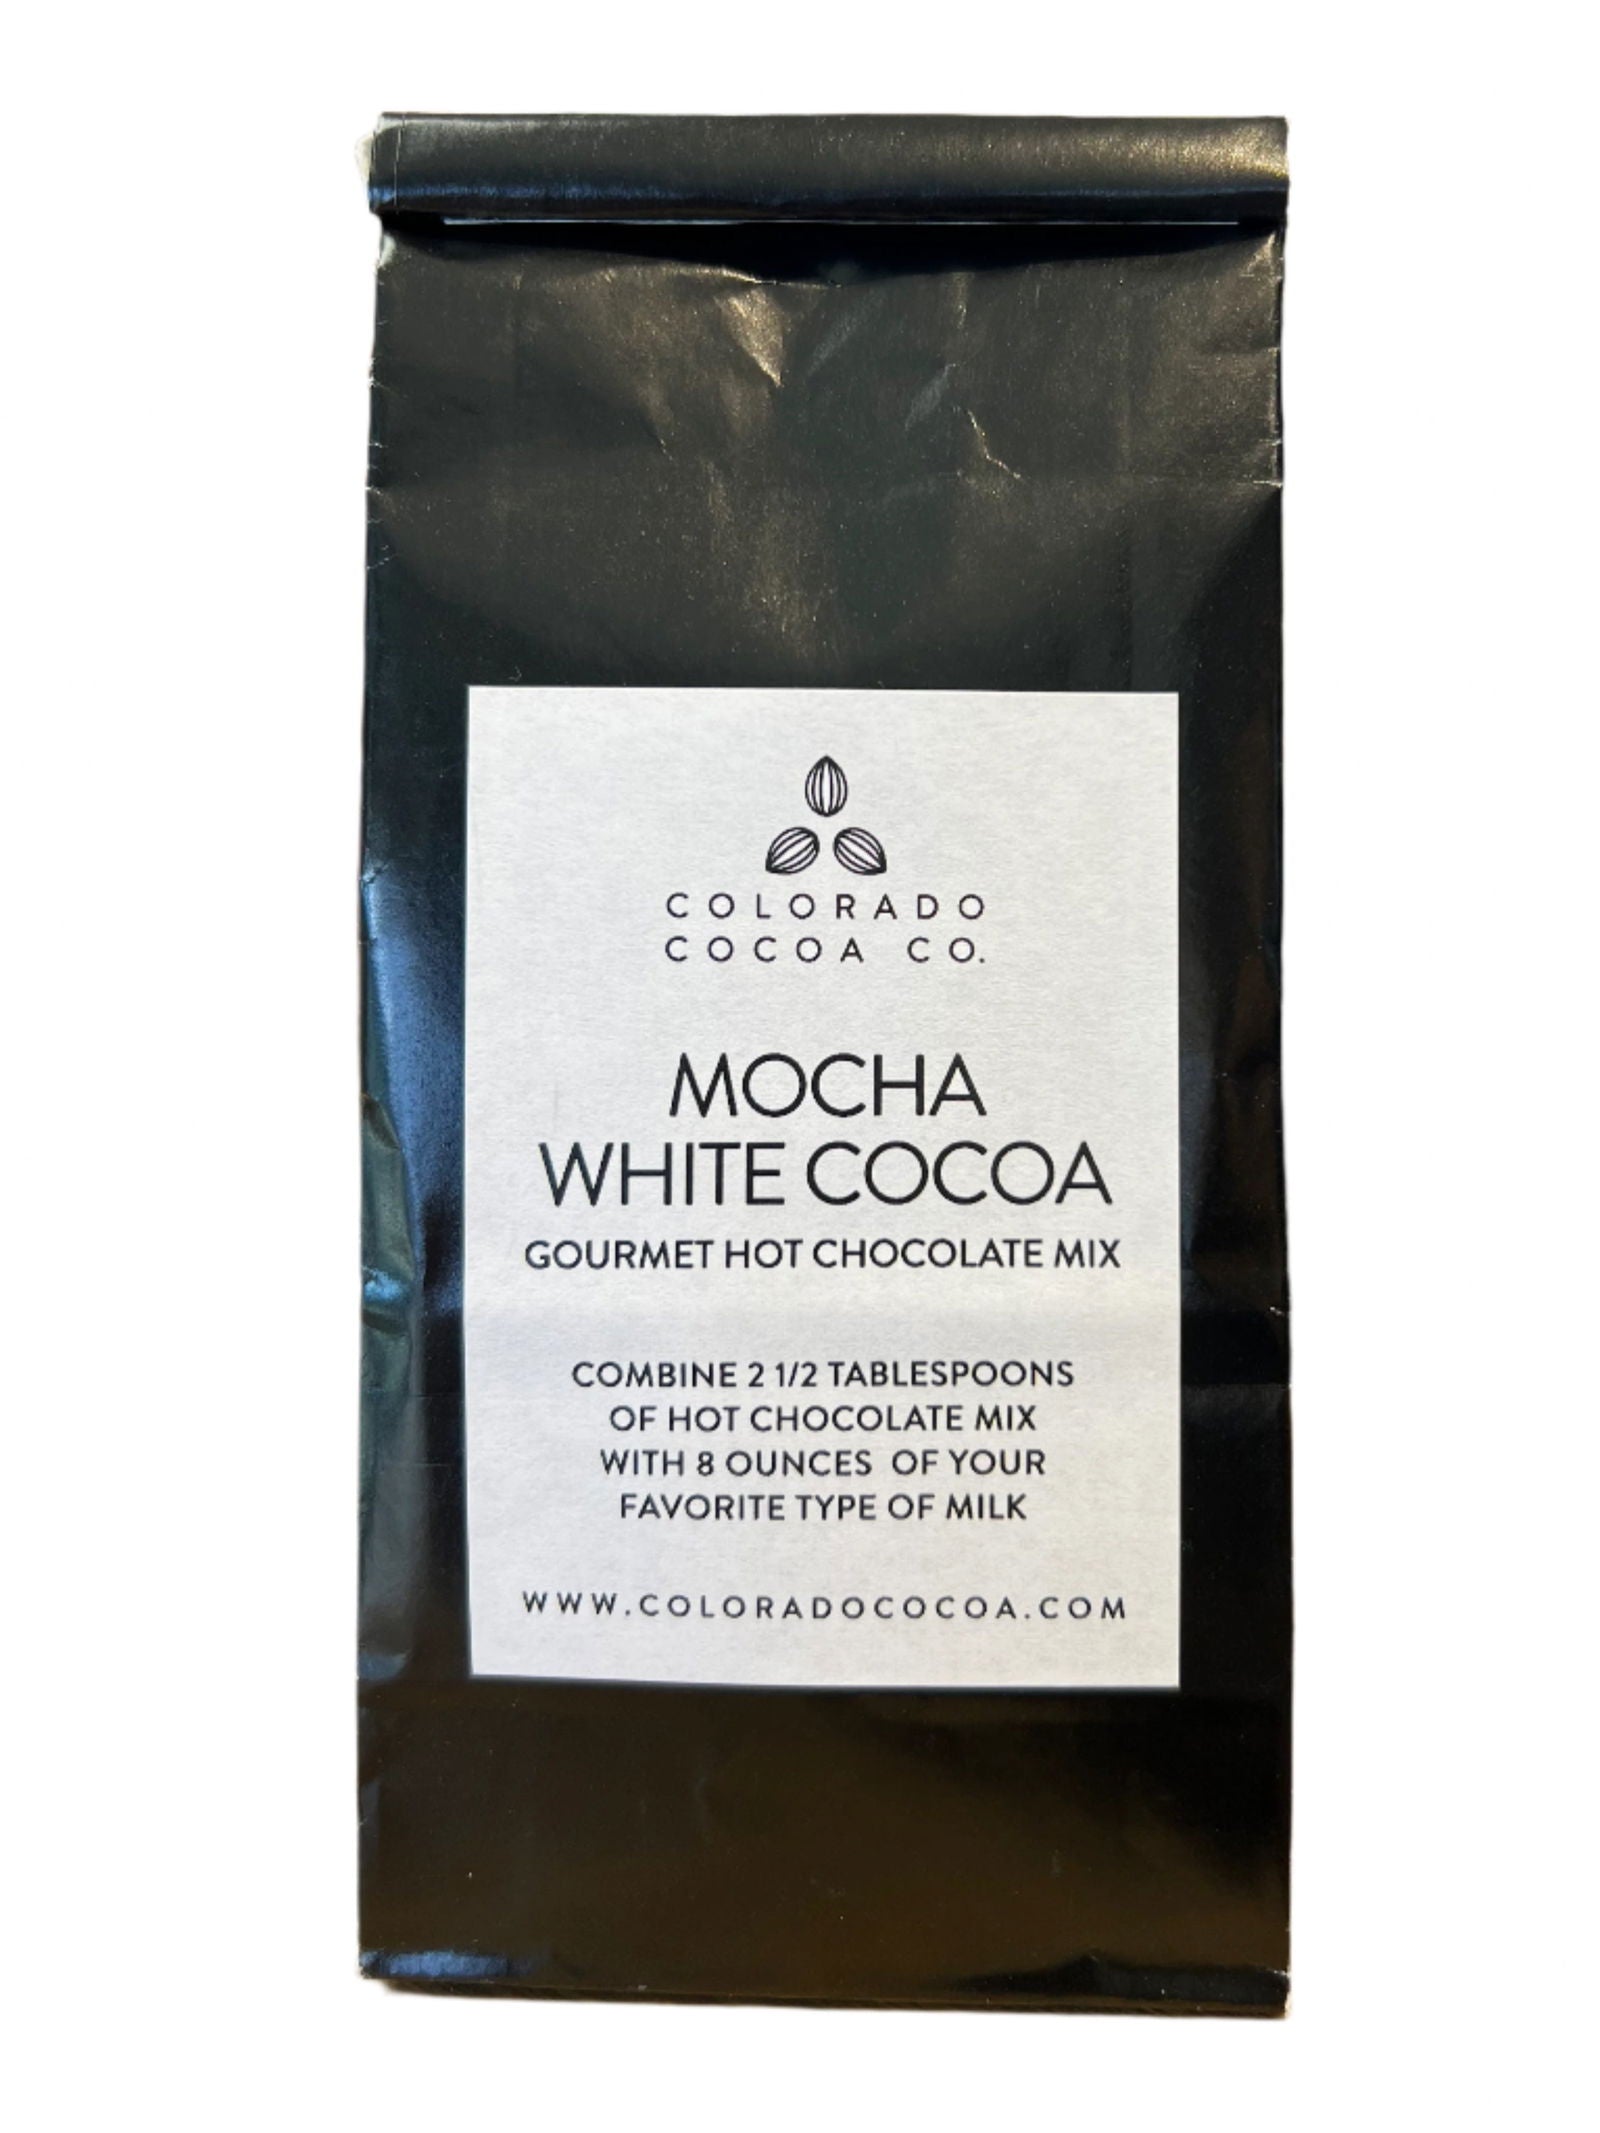 COLORADO
COCOA CO.
MOCHA
WHITE COCOA
GOURMET HOT CHOCOLATE MIX
COMBINE 2 1/2 TABLESPOONS
OF HOT CHOCOLATE MIX
WITH 8 OUNCES OF YOUR
FAVORITE TYPE OF MILK
WWW.COLORADOCOCOA.COM